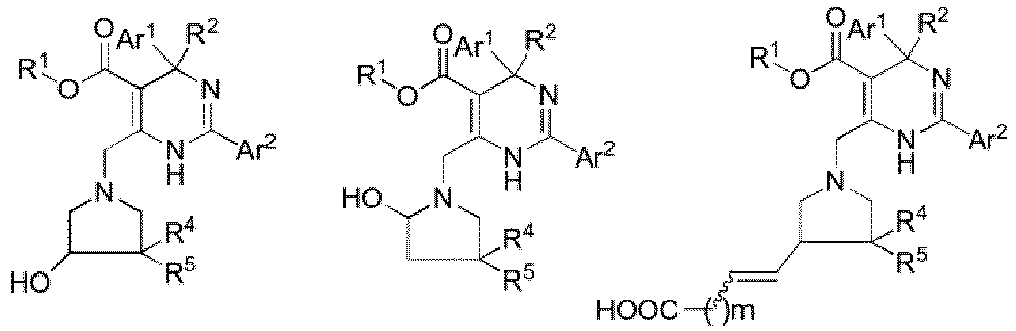 O Ar¹ R²
R¹ O N
N H Ar²
N
R⁴
R⁵
HO
O Ar¹ R²
R¹ O N
N H Ar²
HO N
R⁴
R⁵
O Ar¹ R²
R¹ O N
N H Ar²
N
R⁴
R⁵
HOOC ( )m